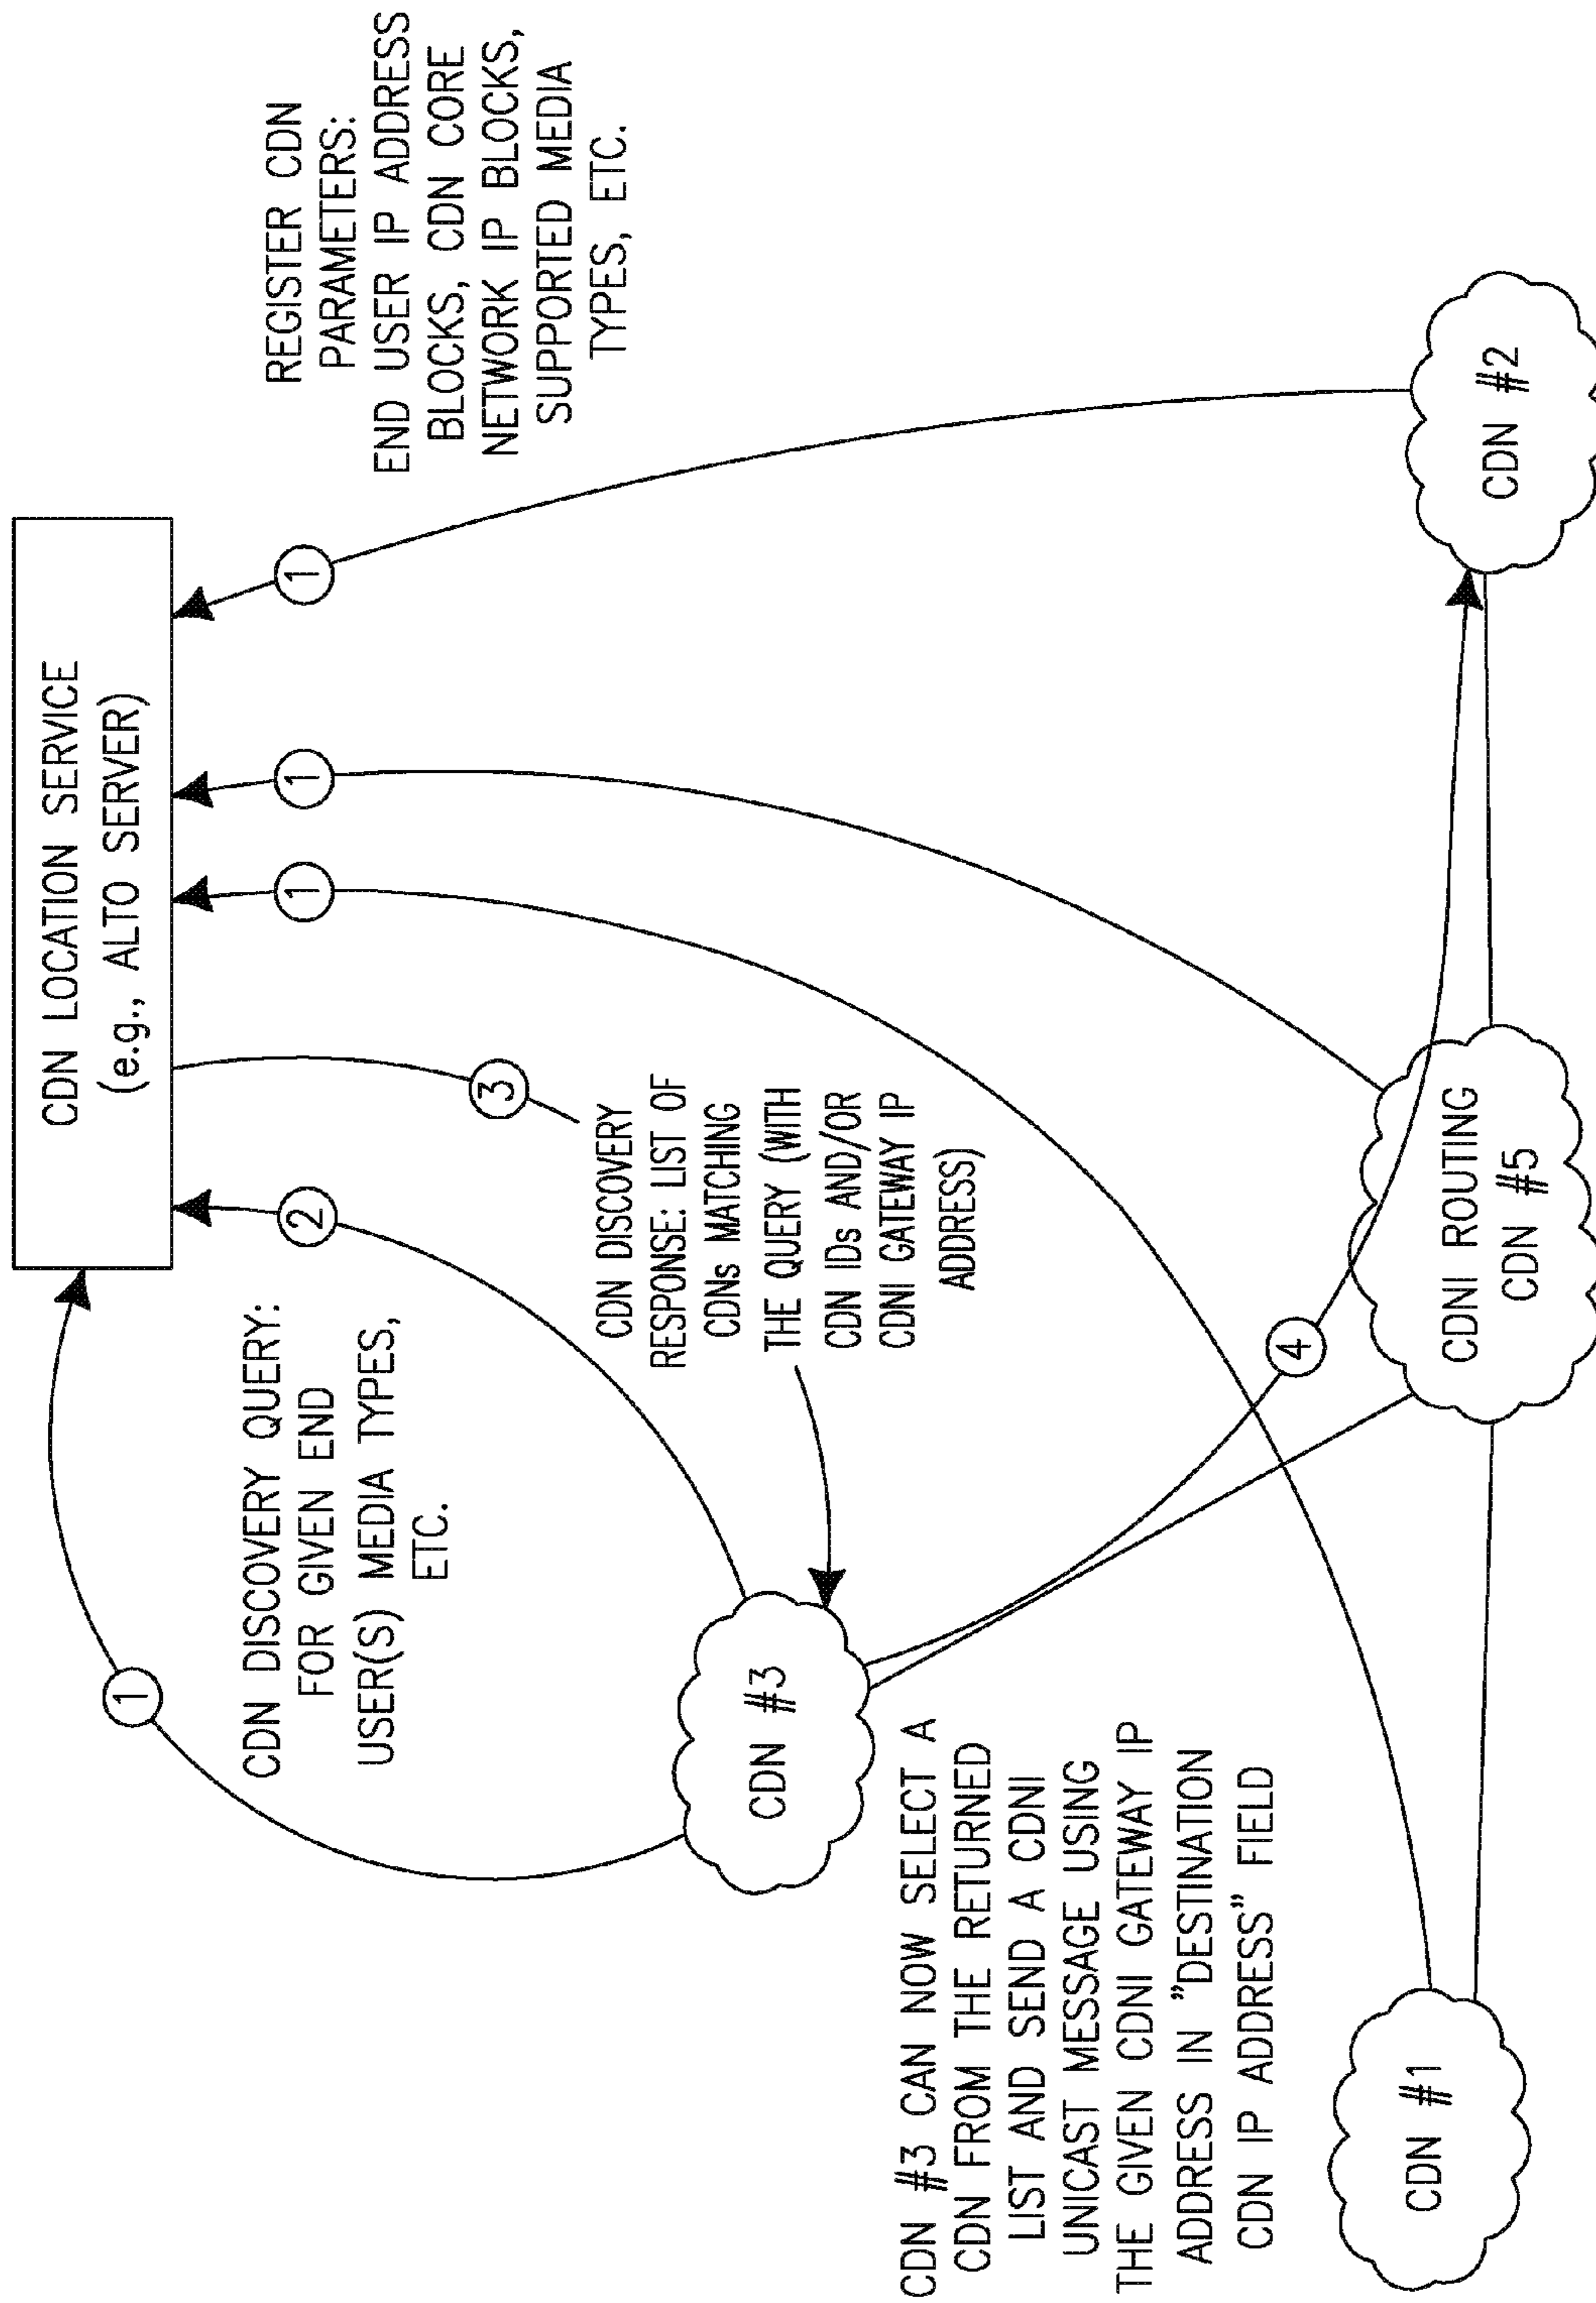 CDN LOCATION SERVICE
(e.g., ALTO SERVER)
REGISTER CDN
PARAMETERS:
END USER IP ADDRESS
BLOCKS, CDN CORE
NETWORK IP BLOCKS,
SUPPORTED MEDIA
TYPES, ETC.
1
1
1
1
2
3
CDN DISCOVERY QUERY:
FOR GIVEN END
USER(S) MEDIA TYPES,
ETC.
CDN DISCOVERY
RESPONSE: LIST OF
CDNs MATCHING
THE QUERY (WITH
CDN IDs AND/OR
CDNI GATEWAY IP
ADDRESS)
CDN #3
4
CDN #3 CAN NOW SELECT A
CDN FROM THE RETURNED
LIST AND SEND A CDNI
UNICAST MESSAGE USING
THE GIVEN CDNI GATEWAY IP
ADDRESS IN "DESTINATION
CDN IP ADDRESS" FIELD
CDN #1
CDNI ROUTING
CDN #5
CDN #2